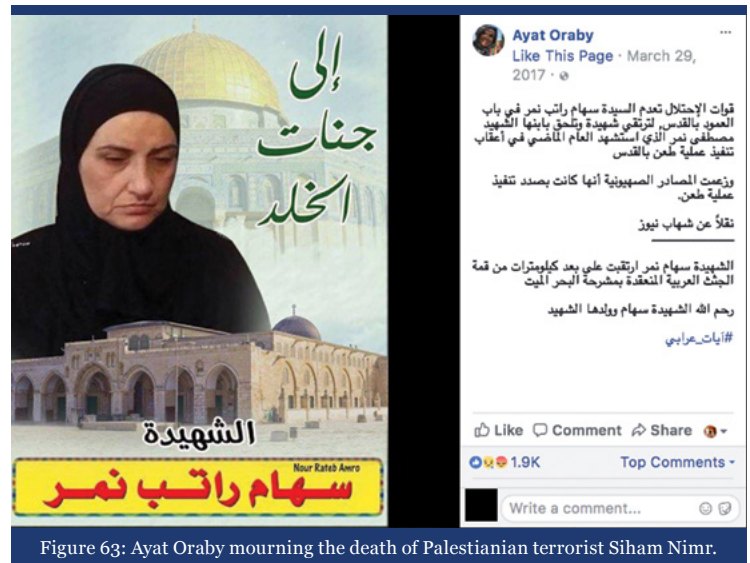 إلى
جنات
الخلد
الشهيدة
Nour Rateb Amro
سهام راتب نمر
Ayat Oraby
Like This Page · March 29,
2017 ·
قوات الإحتلال تعدم السيدة سهام راتب نمر في باب
العمود بالقدس, لترتقي شهيدة وتلحق بابنها الشهيد
مصطفى نمر الذي استشهد العام الماضي في أعقاب
تنفيذ عملية طعن بالقدس
وزعمت المصادر الصهيونية أنها كانت بصدد تنفيذ
عملية طعن.
نقلاً عن شهاب نيوز
الشهيدة سهام نمر ارتقبت على بعد كيلومترات من قمة
الجثث العربية المنعقدة بمشرحة البحر الميت
رحم الله الشهيدة سهام وولدها الشهيد
#آيات_عرابي
Like Comment Share
1.9K Top Comments
Write a comment...
Figure 63: Ayat Oraby mourning the death of Palestianian terrorist Siham Nimr.